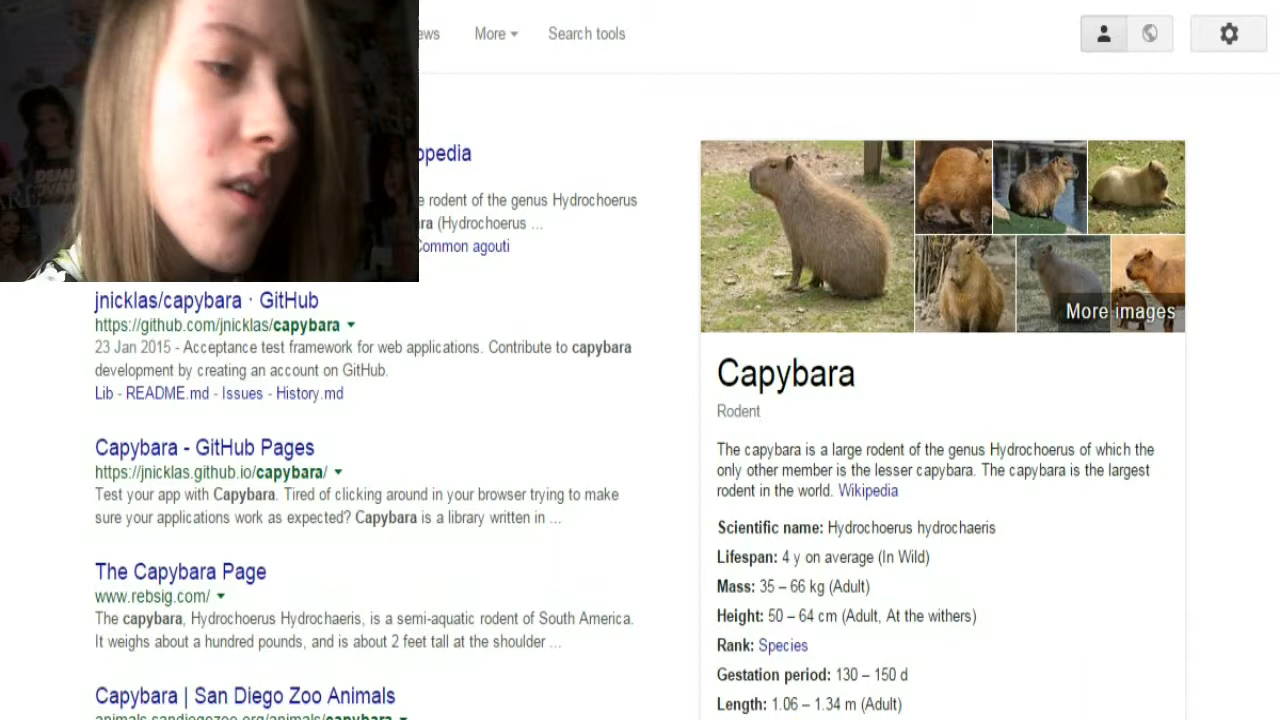 ews More Search tools
opedia
e rodent of the genus Hydrochoerus
ra (Hydrochoerus ...
Common agouti
jnicklas/capybara · GitHub
https://github.com/jnicklas/capybara
23 Jan 2015 - Acceptance test framework for web applications. Contribute to capybara
development by creating an account on GitHub.
Lib - README.md - Issues - History.md
Capybara - GitHub Pages
https://jnicklas.github.io/capybara/
Test your app with Capybara. Tired of clicking around in your browser trying to make
sure your applications work as expected? Capybara is a library written in ...
The Capybara Page
www.rebsig.com/
The capybara, Hydrochoerus Hydrochaeris, is a semi-aquatic rodent of South America.
It weighs about a hundred pounds, and is about 2 feet tall at the shoulder ...
Capybara | San Diego Zoo Animals
animals.sandiegozoo.org/animals/capybara
More images
Capybara
Rodent
The capybara is a large rodent of the genus Hydrochoerus of which the
only other member is the lesser capybara. The capybara is the largest
rodent in the world. Wikipedia
Scientific name: Hydrochoerus hydrochaeris
Lifespan: 4 y on average (In Wild)
Mass: 35 – 66 kg (Adult)
Height: 50 – 64 cm (Adult, At the withers)
Rank: Species
Gestation period: 130 – 150 d
Length: 1.06 – 1.34 m (Adult)